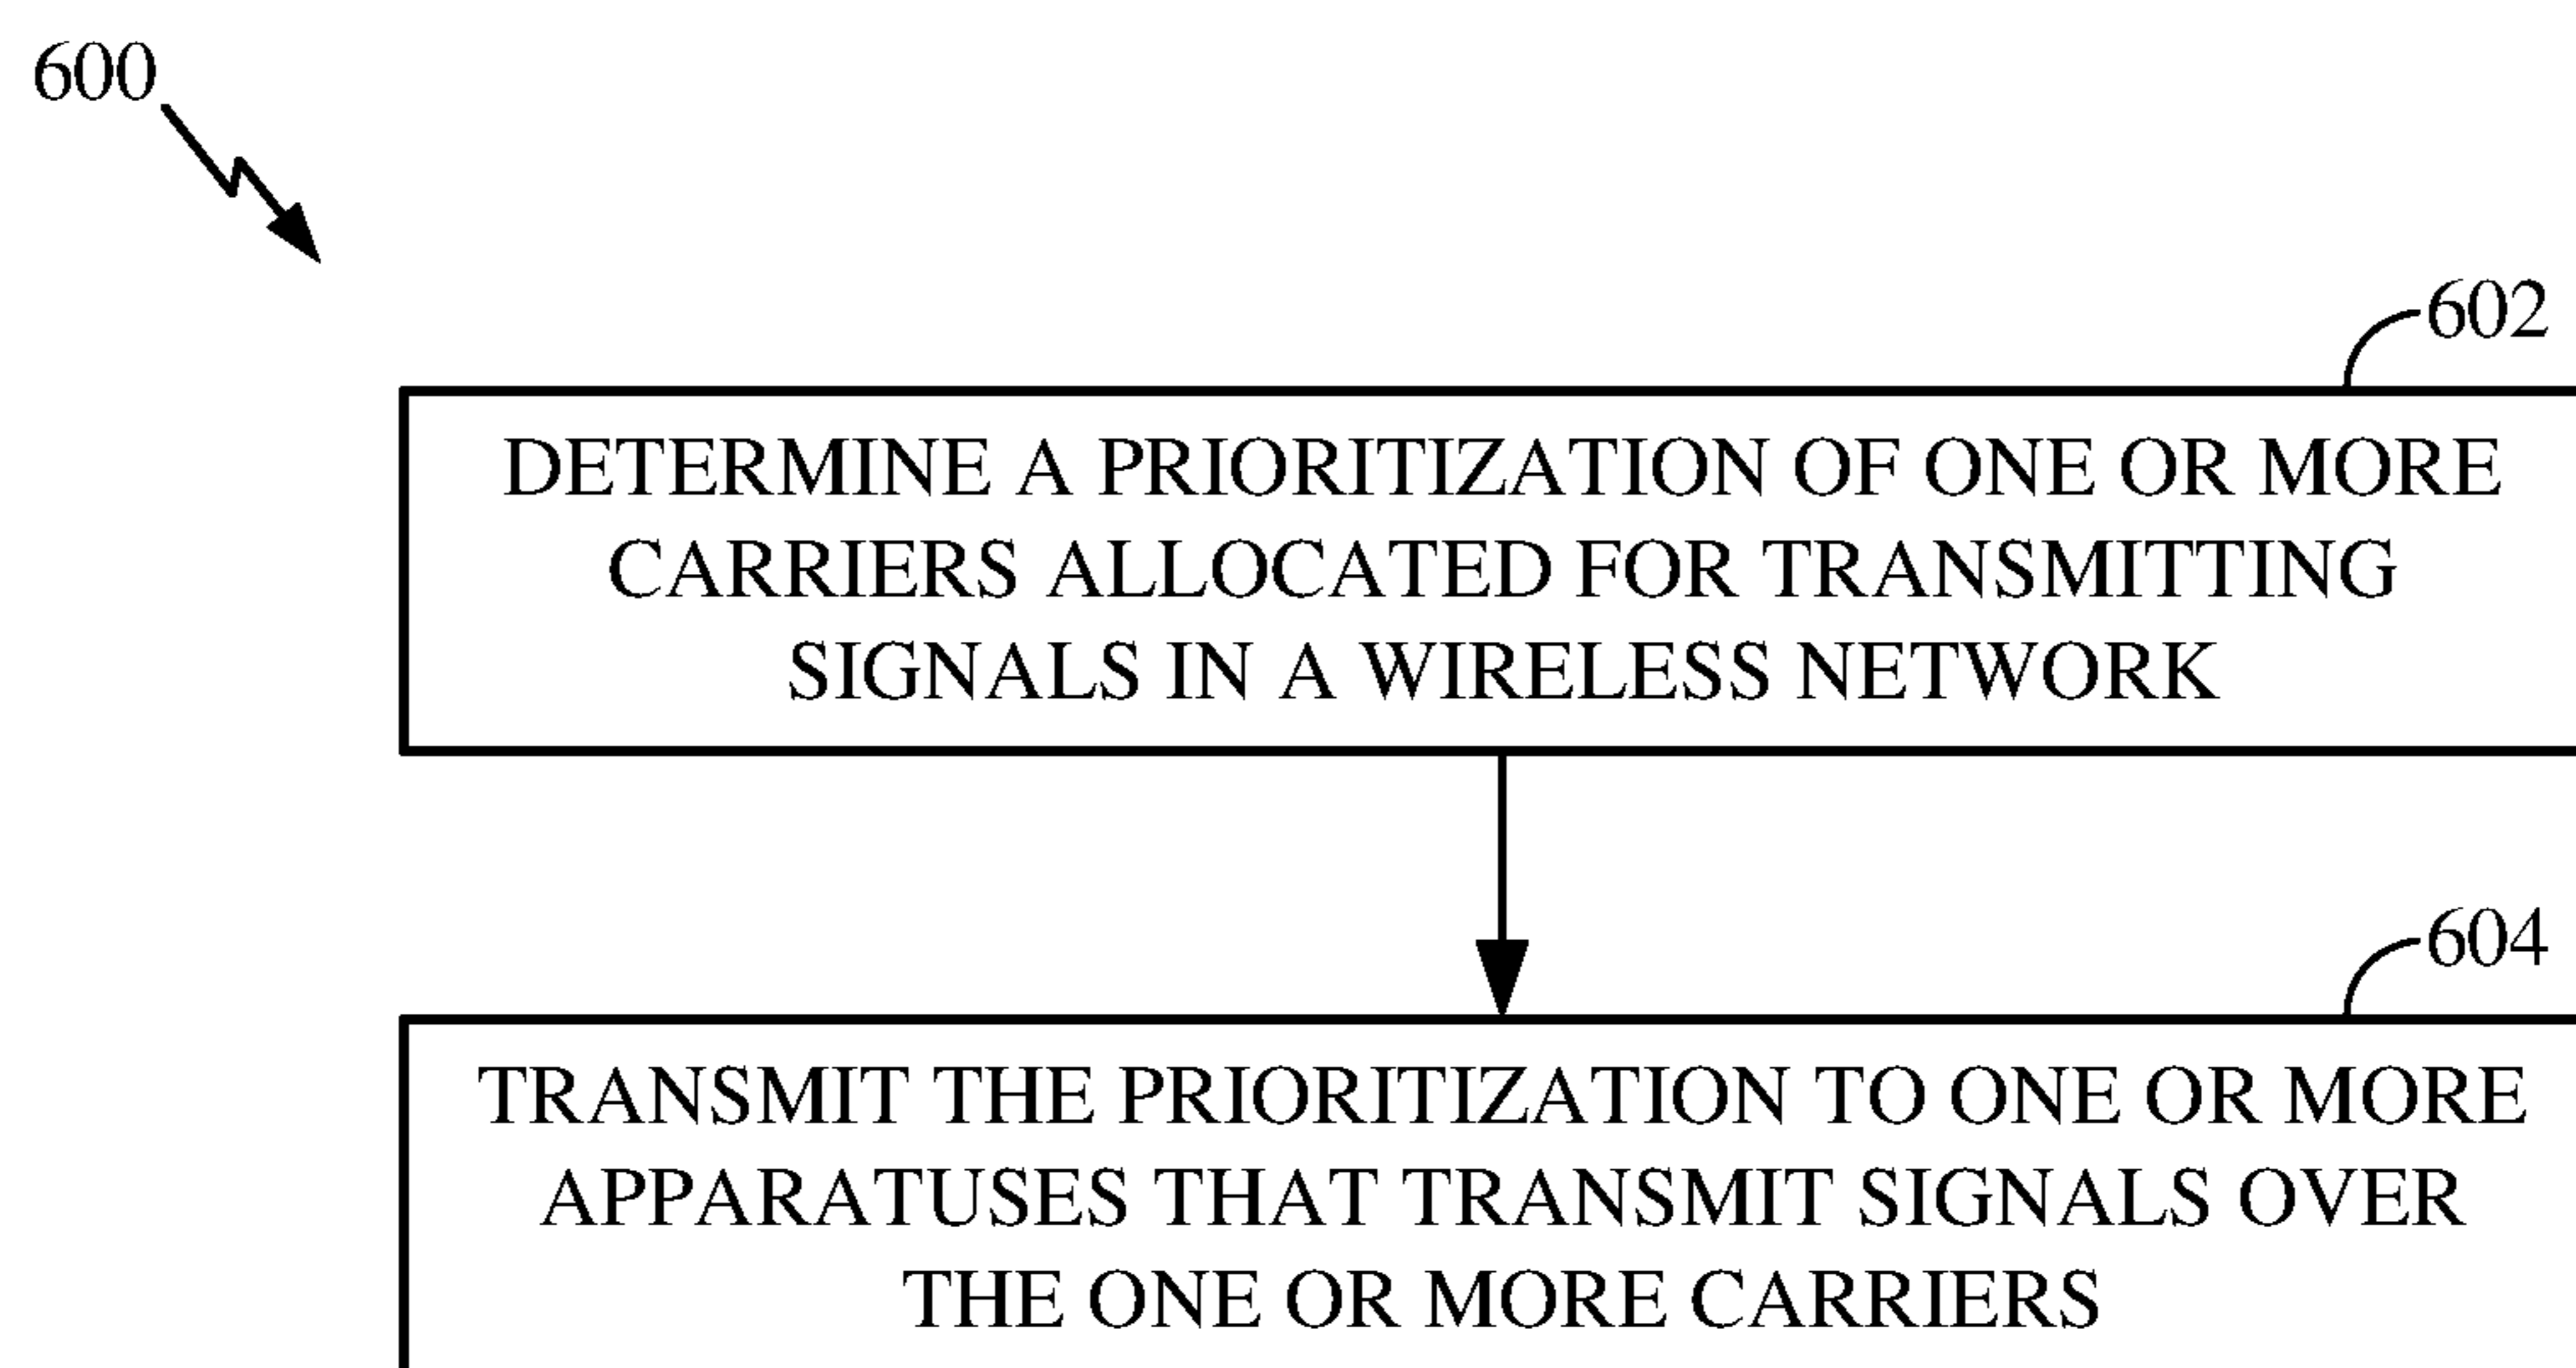 600
602
DETERMINE A PRIORITIZATION OF ONE OR MORE
CARRIERS ALLOCATED FOR TRANSMITTING
SIGNALS IN A WIRELESS NETWORK
604
TRANSMIT THE PRIORITIZATION TO ONE OR MORE
APPARATUSES THAT TRANSMIT SIGNALS OVER
THE ONE OR MORE CARRIERS